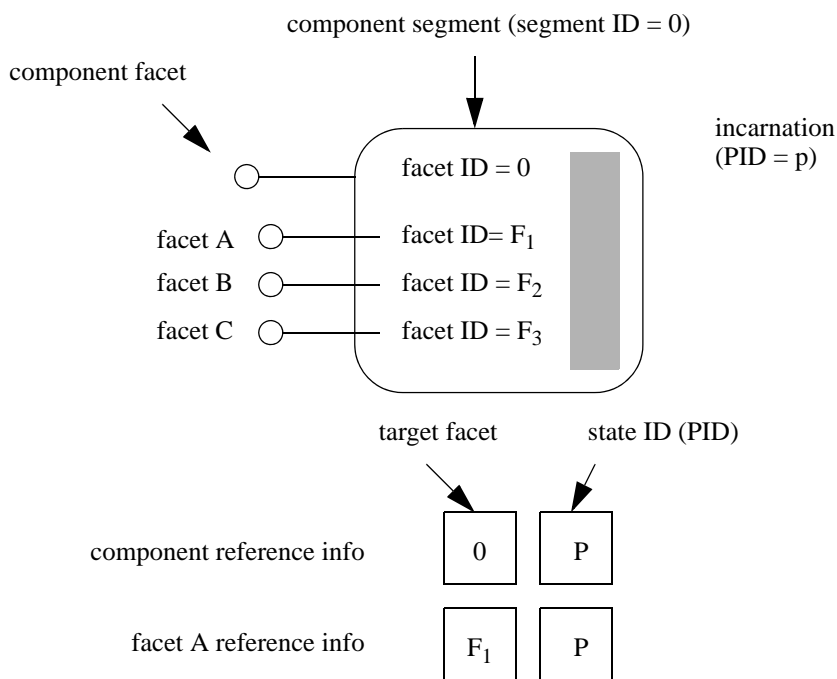 component segment (segment ID = 0)
component facet
incarnation
(PID = p)
facet ID = 0
facet A
facet ID= F1
facet B
facet ID = F2
facet C
facet ID = F3
target facet
state ID (PID)
component reference info
0
P
facet A reference info
F1
P